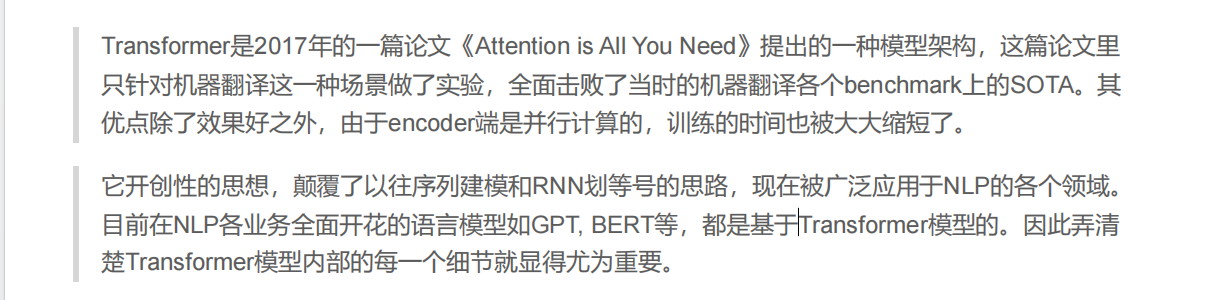 Transformer是2017年的一篇论文《Attention is All You Need》提出的一种模型架构，这篇论文里
只针对机器翻译这一种场景做了实验，全面击败了当时的机器翻译各个benchmark上的SOTA。其
优点除了效果好之外，由于encoder端是并行计算的，训练的时间也被大大缩短了。
它开创性的思想，颠覆了以往序列建模和RNN划等号的思路，现在被广泛应用于NLP的各个领域。
目前在NLP各业务全面开花的语言模型如GPT, BERT等，都是基于Transformer模型的。因此弄清
楚Transformer模型内部的每一个细节就显得尤为重要。